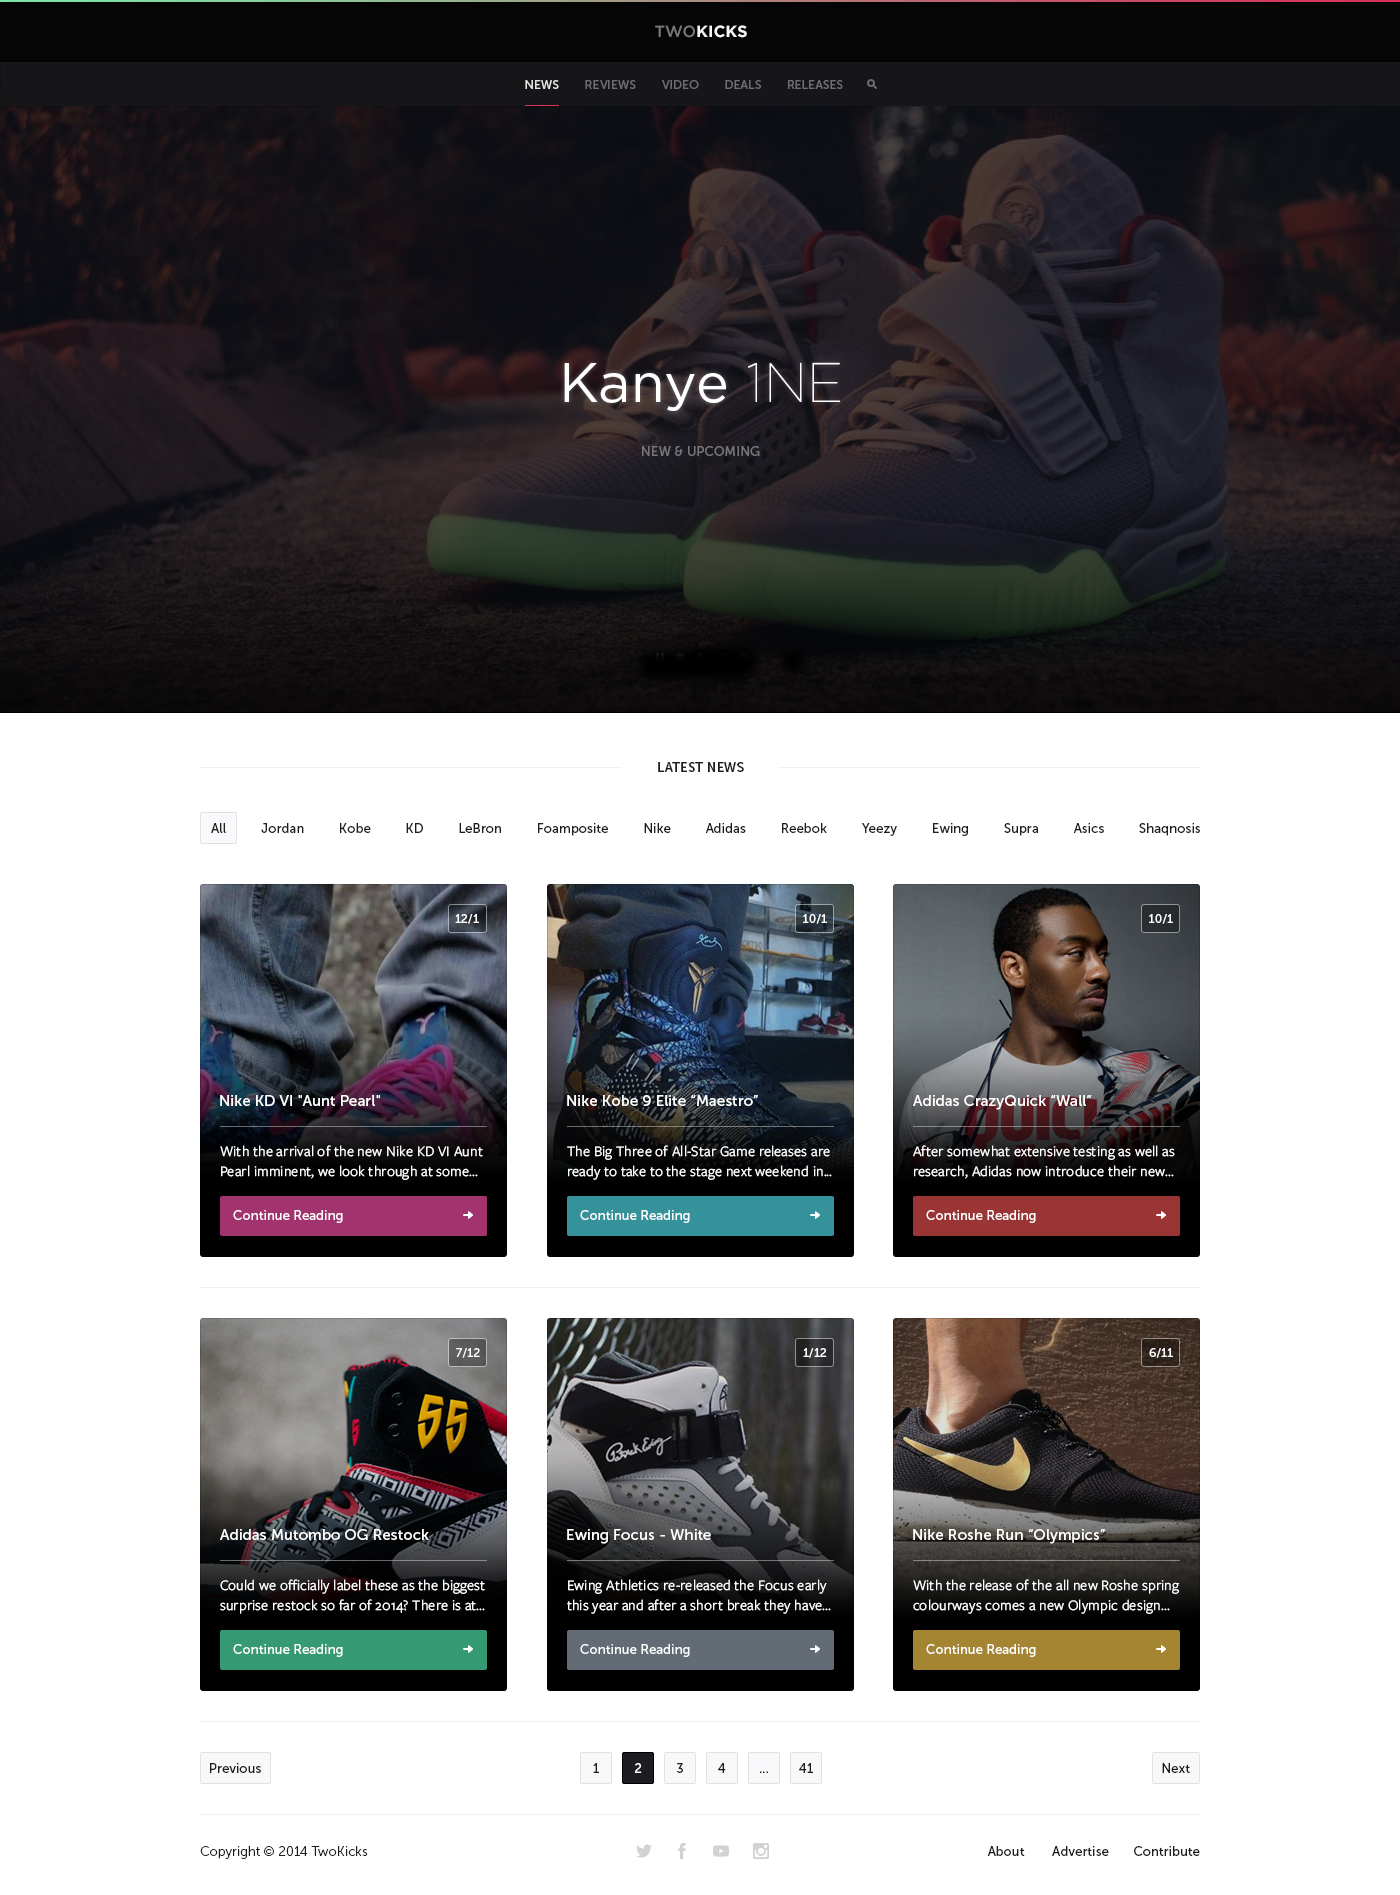 TWOKICKS
NEWS REVIEWS VIDEO DEALS RELEASES
Kanye 1NE
NEW & UPCOMING
LATEST NEWS
All Jordan Kobe KD LeBron Foamposite Nike Adidas Reebok Yeezy Ewing Supra Asics Shaqnosis
12/1
Nike KD VI "Aunt Pearl"
With the arrival of the new Nike KD VI Aunt
Pearl imminent, we look through at some...
Continue Reading
10/1
Nike Kobe 9 Elite “Maestro”
The Big Three of All-Star Game releases are
ready to take to the stage next weekend in...
Continue Reading
10/1
Adidas CrazyQuick “Wall”
After somewhat extensive testing as well as
research, Adidas now introduce their new...
Continue Reading
7/12
55
Adidas Mutombo OG Restock
Could we officially label these as the biggest
surprise restock so far of 2014? There is at...
Continue Reading
1/12
Ewing Focus - White
Ewing Athletics re-released the Focus early
this year and after a short break they have...
Continue Reading
6/11
Nike Roshe Run “Olympics”
With the release of the all new Roshe spring
colourways comes a new Olympic design...
Continue Reading
Previous 1 2 3 4 ... 41 Next
Copyright © 2014 TwoKicks
About Advertise Contribute